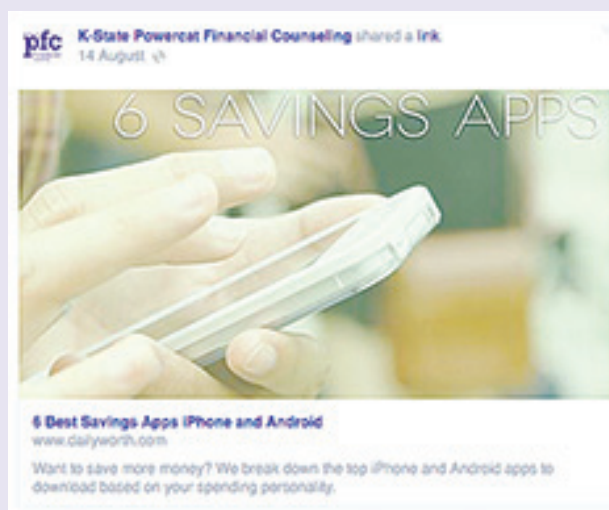 pfc
K-State Powercat Financial Counseling shared a link
14 August
6 SAVINGS APPS
6 Best Savings Apps iPhone and Android
www.dailyworth.com
Want to save more money? We break down the top iPhone and Android apps to
download based on your spending personality.